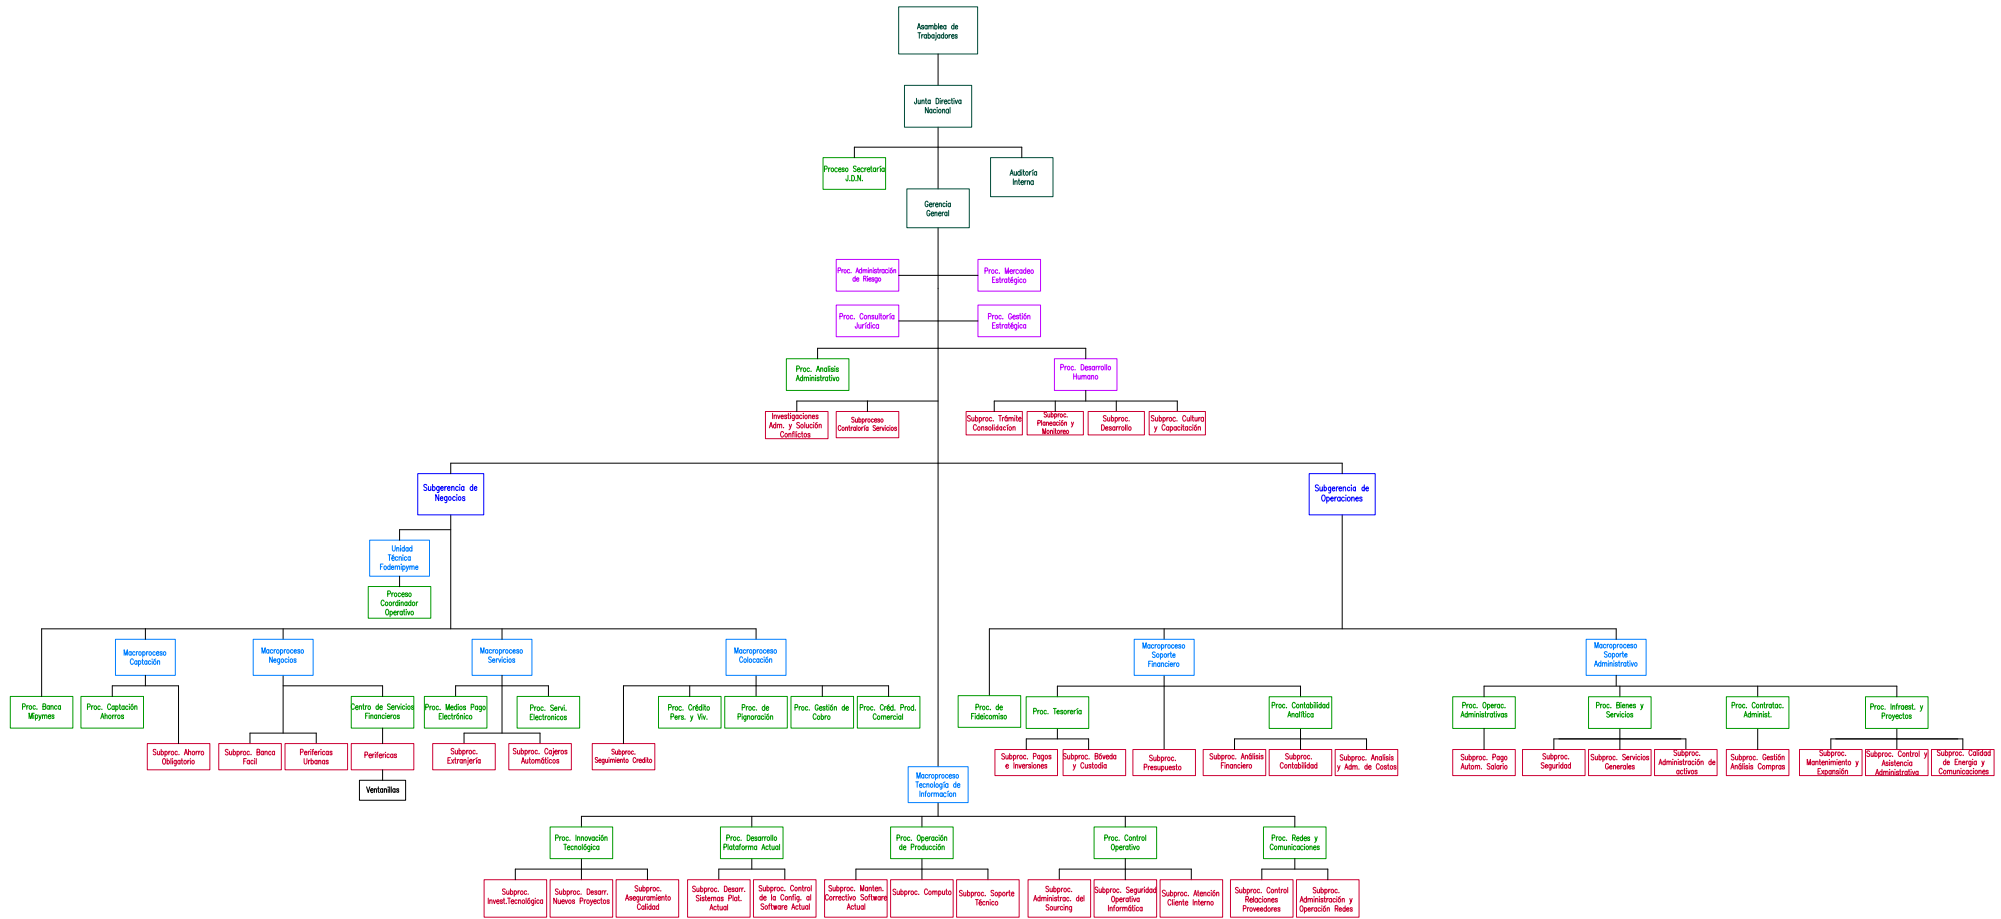 Asamblea de
Trabajadores
Junta Directiva
Nacional
Proceso Secretaría
J.D.N.
Auditoría
Interna
Gerencia
General
Proc. Administración
de Riesgo
Proc. Mercadeo
Estratégico
Proc. Consultoría
Jurídica
Proc. Gestión
Estratégica
Proc. Analisis
Administrativo
Proc. Desarrollo
Humano
Investigaciones
Adm. y Solución
Conflictos
Subproceso
Contraloría Servicios
Subproc. Trámite
Consolidacíon
Subproc.
Planeación y
Monitoreo
Subproc.
Desarrollo
Subproc. Cultura
y Capacitación
Subgerencia de
Negocios
Subgerencia de
Operaciones
Unidad
Técnica
Fodemipyme
Proceso
Coordinador
Operativo
Macroproceso
Captación
Macroproceso
Negocios
Macroproceso
Servicios
Macroproceso
Colocación
Macroproceso
Soporte
Financiero
Macroproceso
Soporte
Administrativo
Proc. Banca
Mipymes
Proc. Captación
Ahorros
Centro de Servicios
Financieros
Proc. Medios Pago
Electrónico
Proc. Servi.
Electronicos
Proc. Crédito
Pers. y Viv.
Proc. de
Pignoración
Proc. Gestión de
Cobro
Proc. Créd. Prod.
Comercial
Proc. de
Fideicomiso
Proc. Tesorería
Proc. Contabilidad
Analítica
Proc. Operac.
Administrativas
Proc. Bienes y
Servicios
Proc. Contratac.
Administ.
Proc. Infraest. y
Proyectos
Subproc. Ahorro
Obligatorio
Subproc. Banca
Facil
Perifericas
Urbanas
Perifericas
Subproc.
Extranjería
Subproc. Cajeros
Automáticos
Subproc.
Seguimiento Credito
Subproc. Pagos
e Inversiones
Subproc. Bóveda
y Custodia
Subproc.
Presupuesto
Subproc. Análisis
Financiero
Subproc.
Contabilidad
Subproc. Analisis
y Adm. de Costos
Subproc. Pago
Autom. Salario
Subproc.
Seguridad
Subproc. Servicios
Generales
Subproc.
Administración de
activos
Subproc. Gestión
Análisis Compras
Subproc.
Mantenimiento y
Expansión
Subproc. Control y
Asistencia
Administrativa
Subproc. Calidad
de Energia y
Comunicaciones
Ventanillas
Macroproceso
Tecnología de
Informacíon
Proc. Innovación
Tecnológica
Proc. Desarrollo
Plataforma Actual
Proc. Operación
de Producción
Proc. Control
Operativo
Proc. Redes y
Comunicaciones
Subproc.
Invest.Tecnológica
Subproc. Desarr.
Nuevos Proyectos
Subproc.
Aseguramiento
Calidad
Subproc. Desarr.
Sistemas Plat.
Actual
Subproc. Control
de la Config. al
Software Actual
Subproc. Manten.
Correctivo Software
Actual
Subproc. Computo
Subproc. Soporte
Técnico
Subproc.
Administrac. del
Sourcing
Subproc. Seguridad
Operativa
Informática
Subproc. Atención
Cliente Interno
Subproc. Control
Relaciones
Proveedores
Subproc.
Administración y
Operación Redes